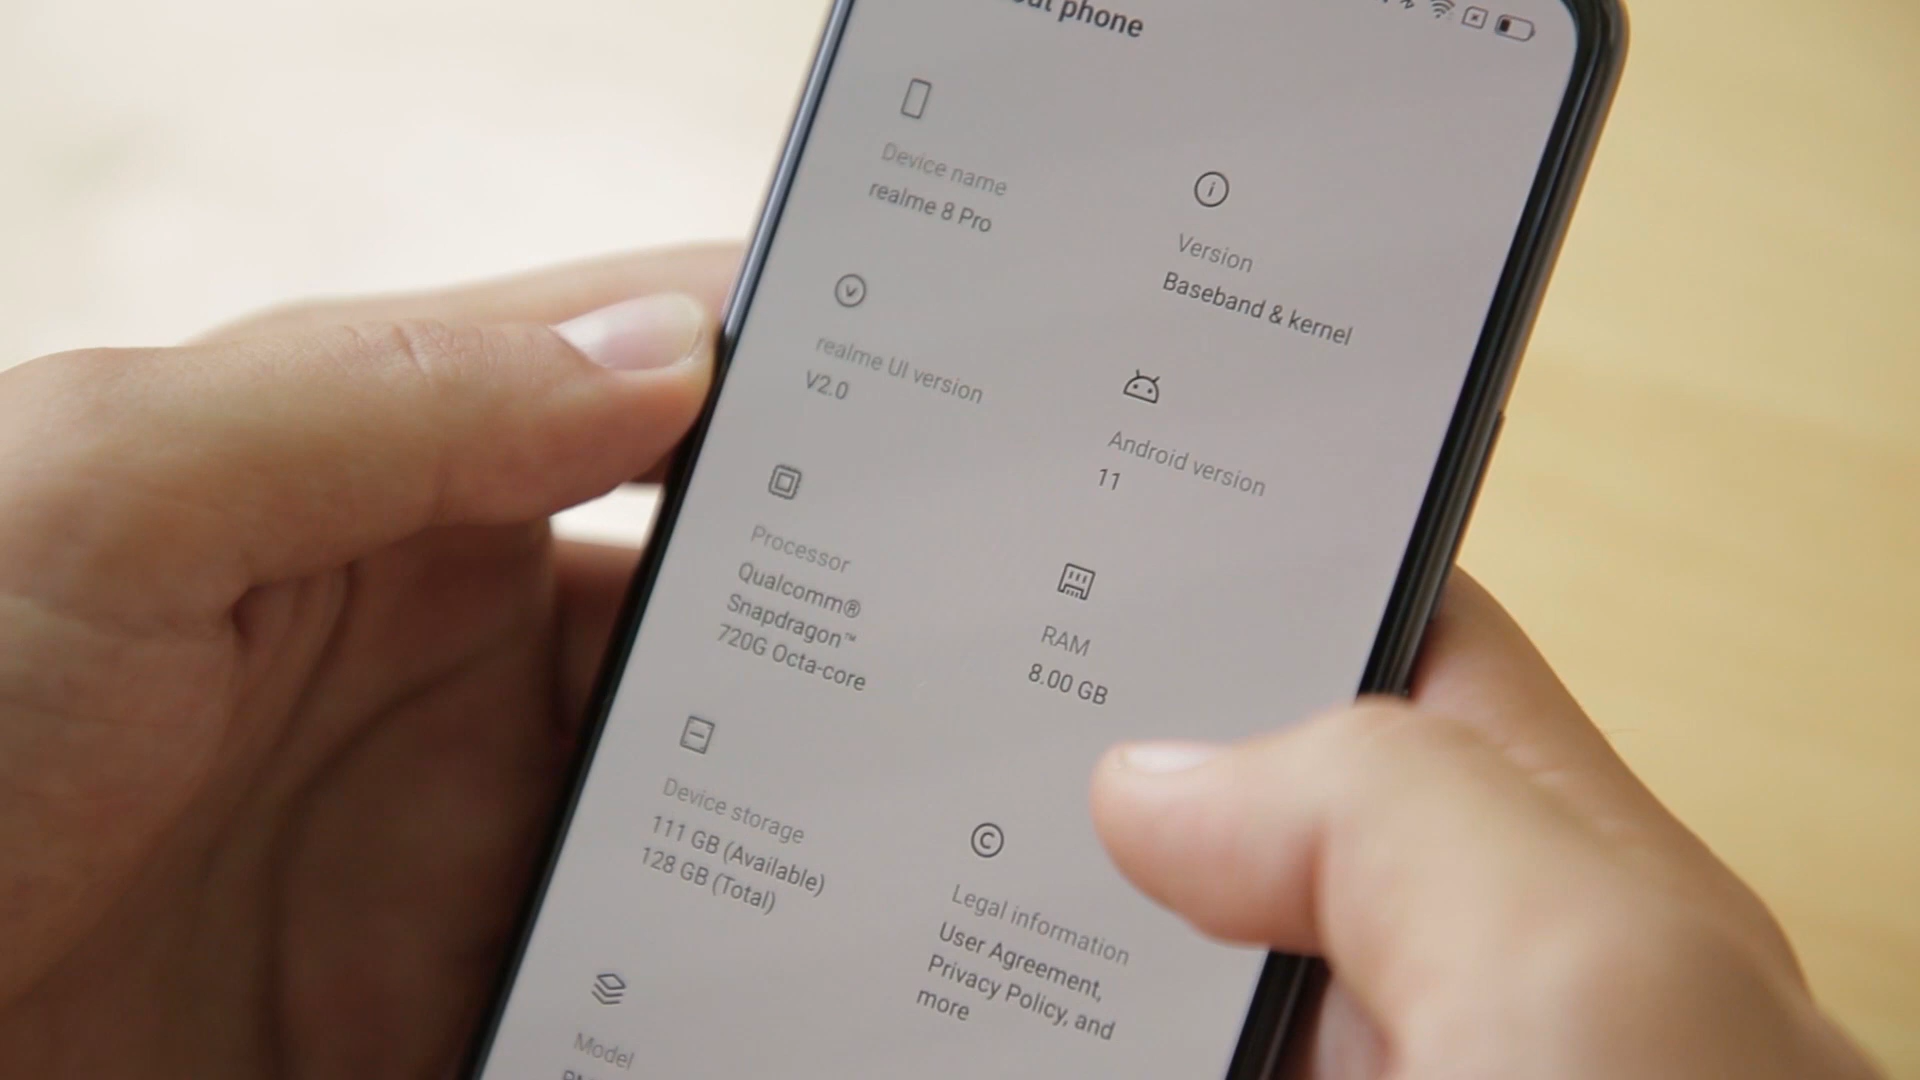 phone
Device name
realme 8 Pro
Version
Baseband & kernel
realme UI version
V2.0
Android version
11
Processor
Qualcomm®
Snapdragon™
720G Octa-core
RAM
8.00 GB
Device storage
111 GB (Available)
128 GB (Total)
Legal information
User Agreement,
Privacy Policy, and
more
Model